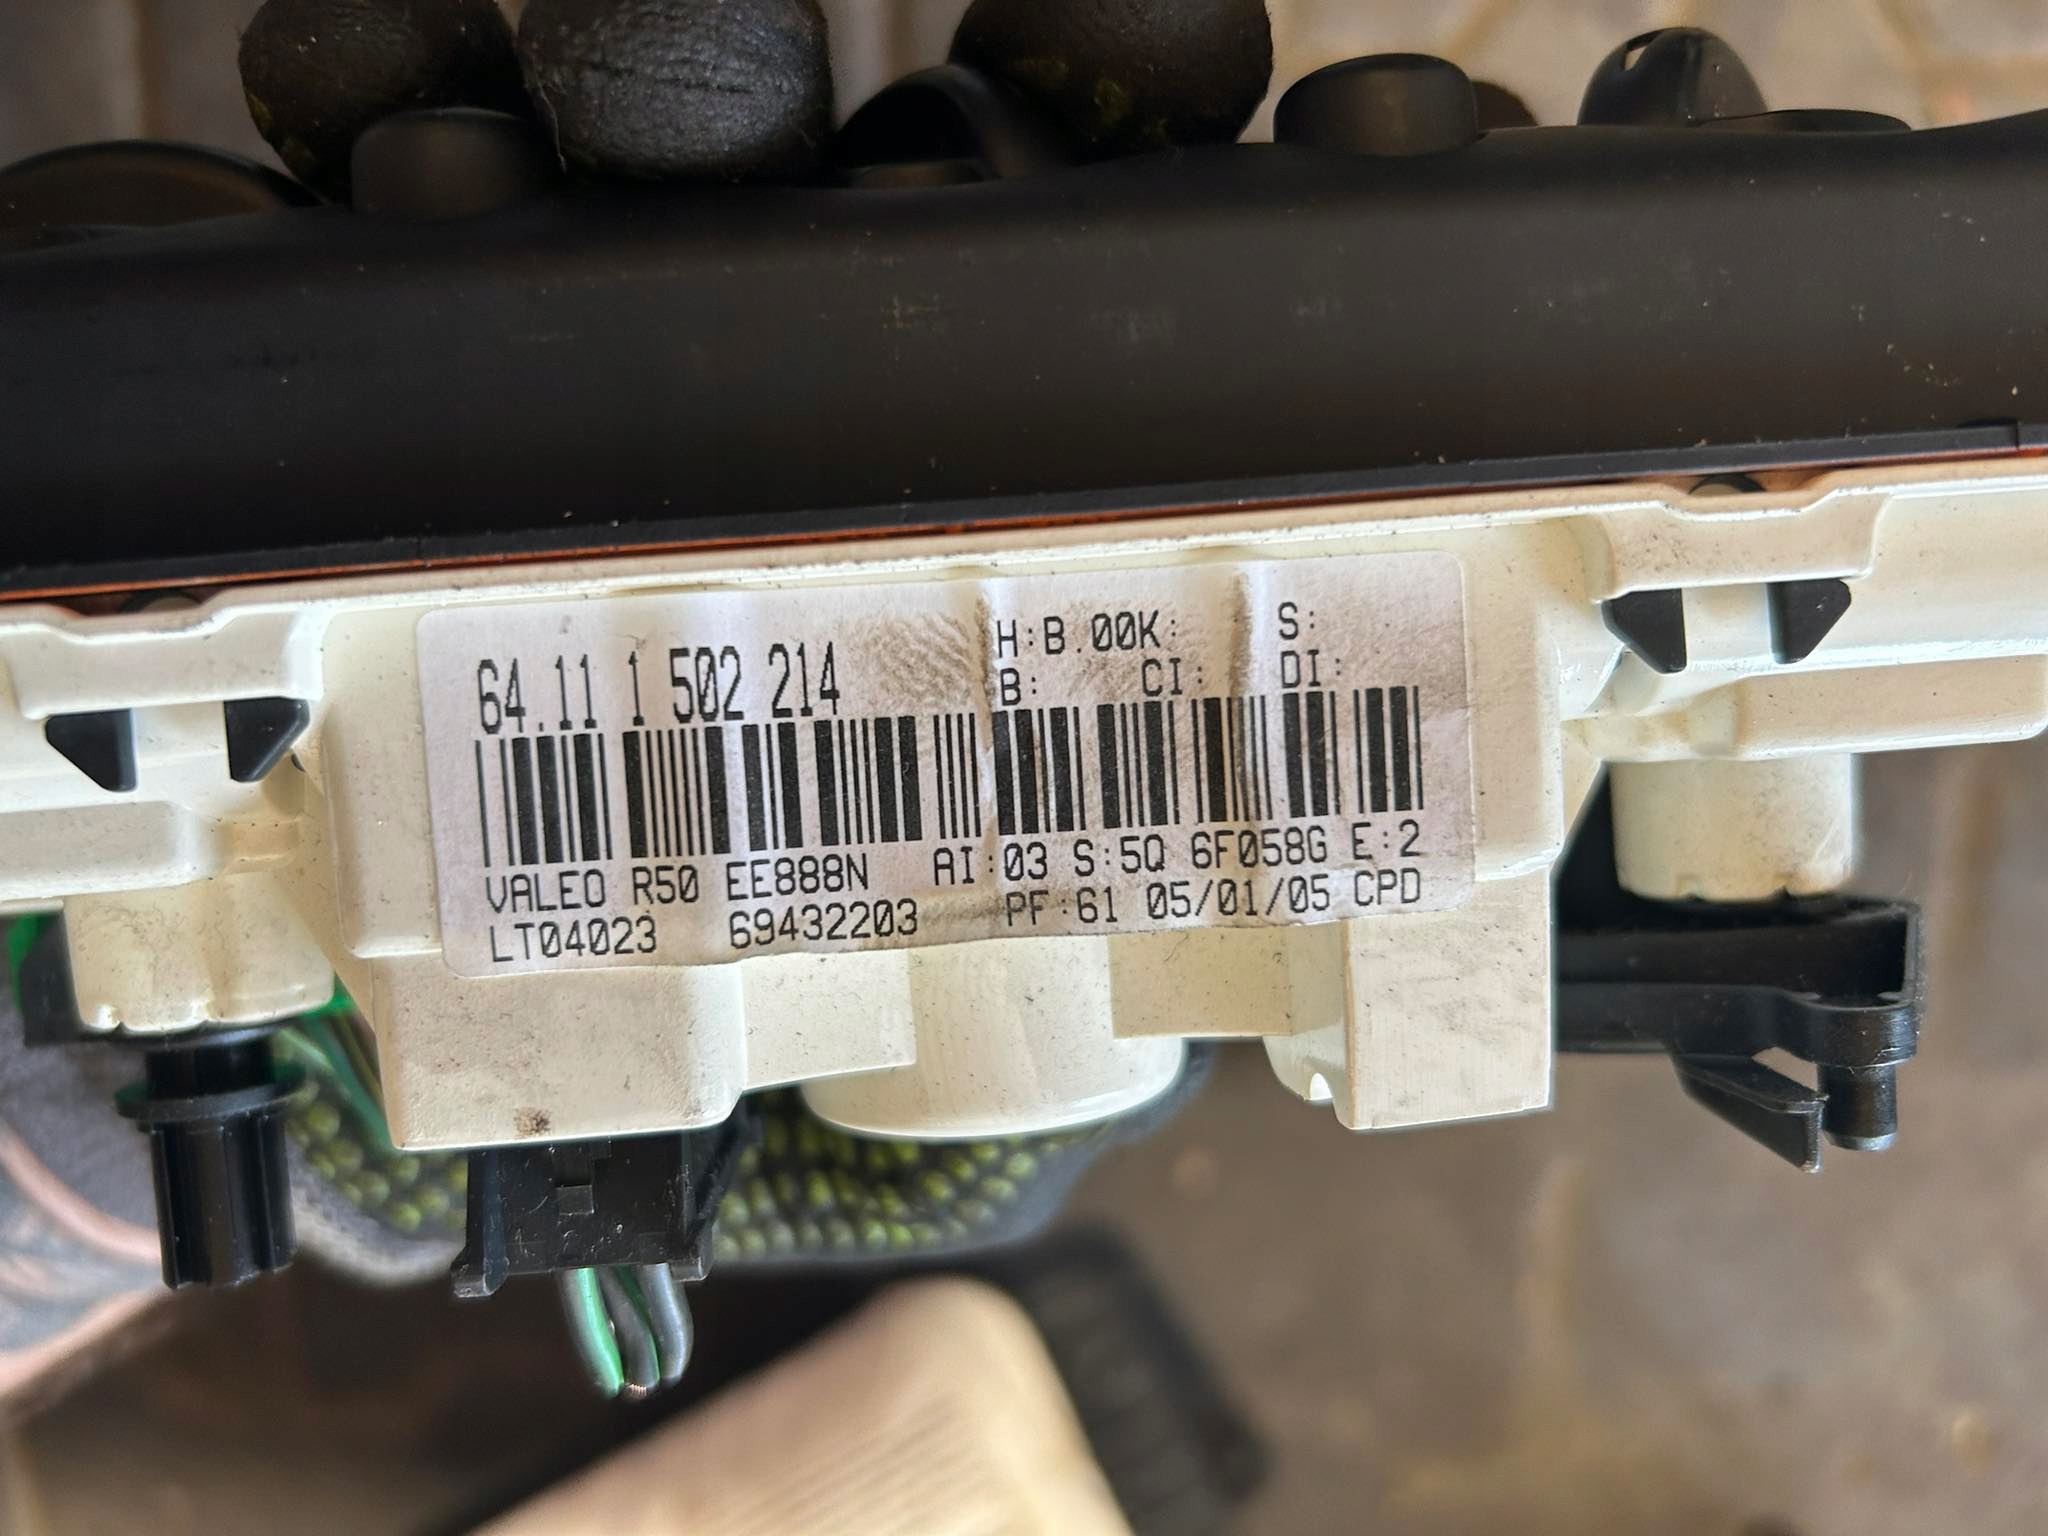 64.11 1 502 214
H:B.00K: S:
B: CI: DI:
VALEO R50 EE888N AI:03 S:5Q 6F058G E:2
LT04023 69432203 PF:61 05/01/05 CPD